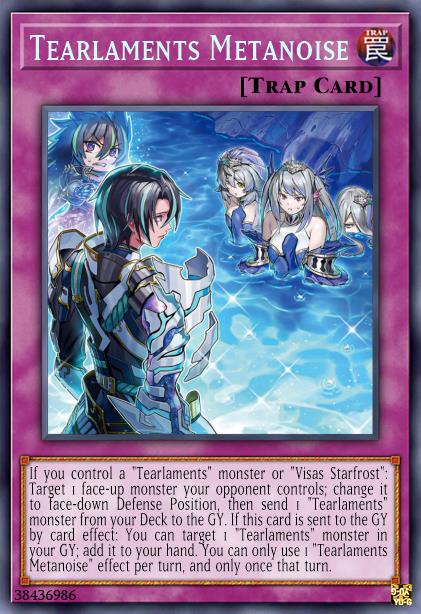 Tearlaments Metanoise
TRAP
罠
[Trap Card]
If you control a "Tearlaments" monster or "Visas Starfrost":
Target 1 face-up monster your opponent controls; change it
to face-down Defense Position, then send 1 "Tearlaments"
monster from your Deck to the GY. If this card is sent to the GY
by card effect: You can target 1 "Tearlaments" monster in
your GY; add it to your hand. You can only use 1 "Tearlaments
Metanoise" effect per turn, and only once that turn.
38436986